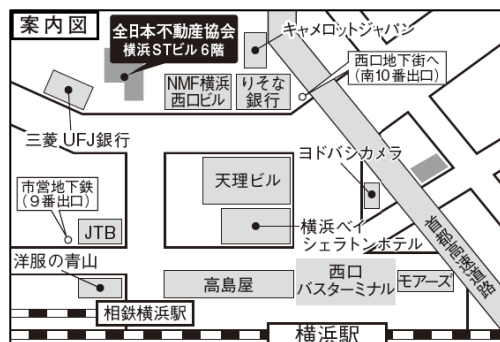 案内図
全日本不動産協会
横浜STビル 6階
キャメロットジャパン
西口地下街へ
(南10番出口)
NMF横浜
西口ビル
りそな
銀行
三菱UFJ銀行
ヨドバシカメラ
市営地下鉄
(9番出口)
天理ビル
JTB
横浜ベイ
シェラトンホテル
首都高速道路
洋服の青山
高島屋
西口
バスターミナル
モアーズ
相鉄横浜駅
横浜駅